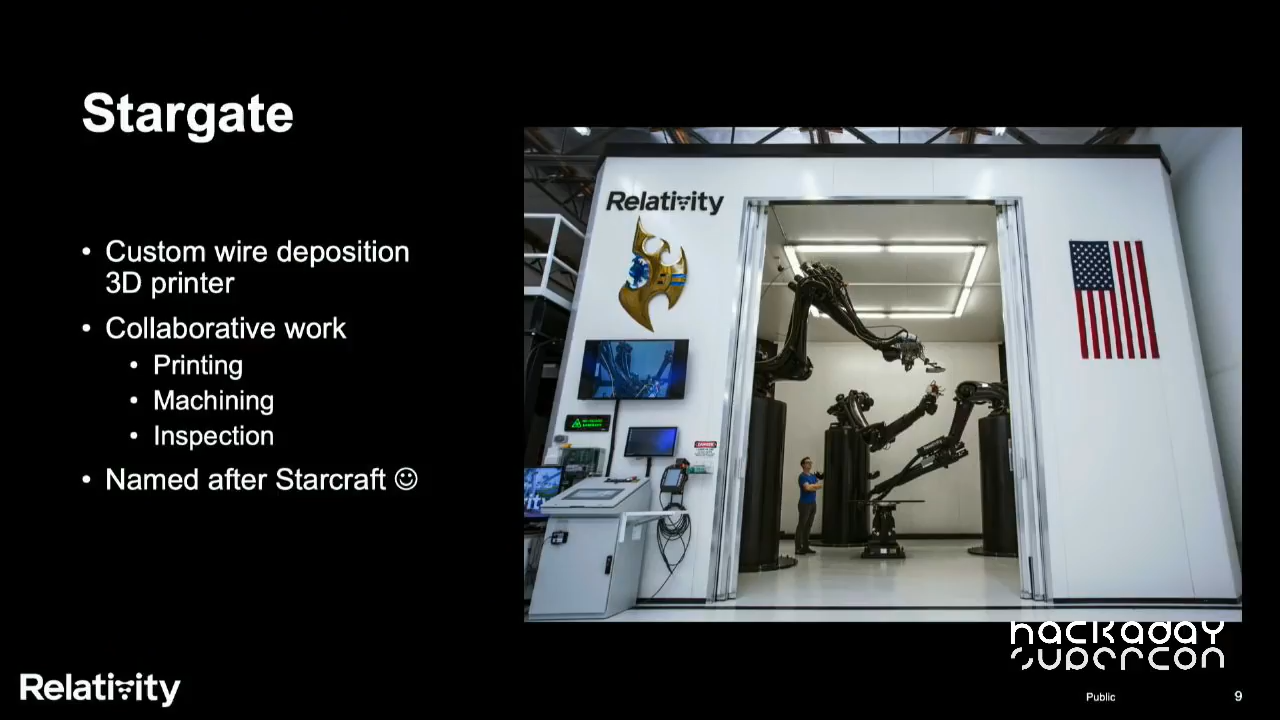 Stargate
• Custom wire deposition
3D printer
• Collaborative work
• Printing
• Machining
• Inspection
• Named after Starcraft ☺
Relativity
DANGER
hackaday
supercon
Relativity
Public
9